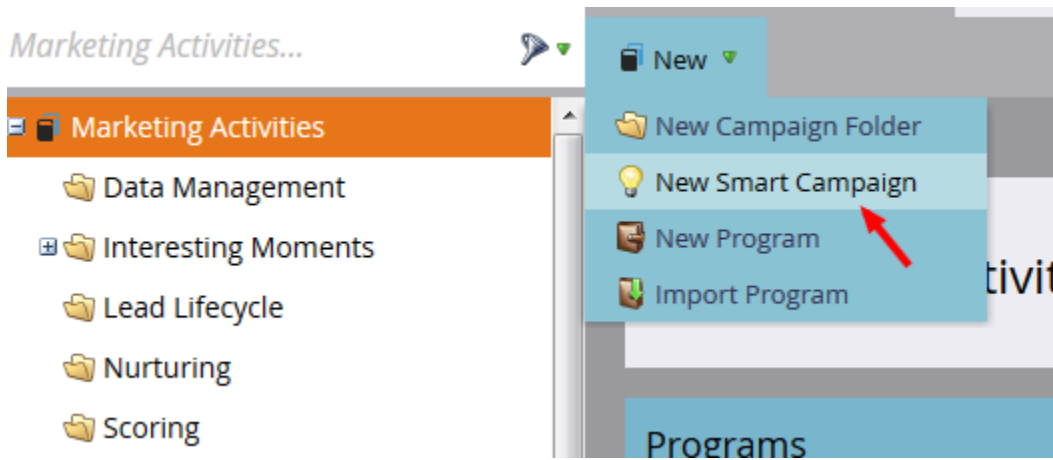 Marketing Activities...
Marketing Activities
Data Management
Interesting Moments
Lead Lifecycle
Nurturing
Scoring
New
New Campaign Folder
New Smart Campaign
New Program
Import Program
tivit
Programs